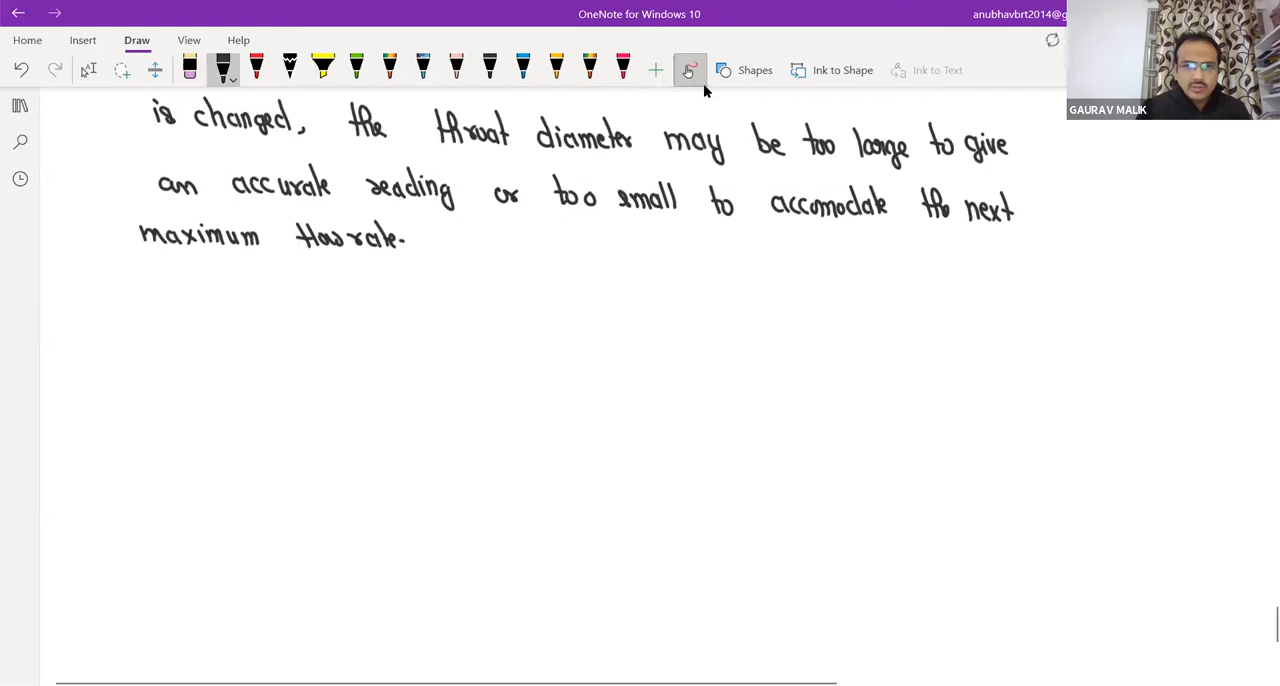 OneNote for Windows 10
anubhavbrt2014@g
Home Insert Draw View Help
Shapes Ink to Shape Ink to Text
GAURAV MALIK
is changed, the throat diameter may be too large to give
an accurate reading or too small to accomodate the next
maximum flowrate.